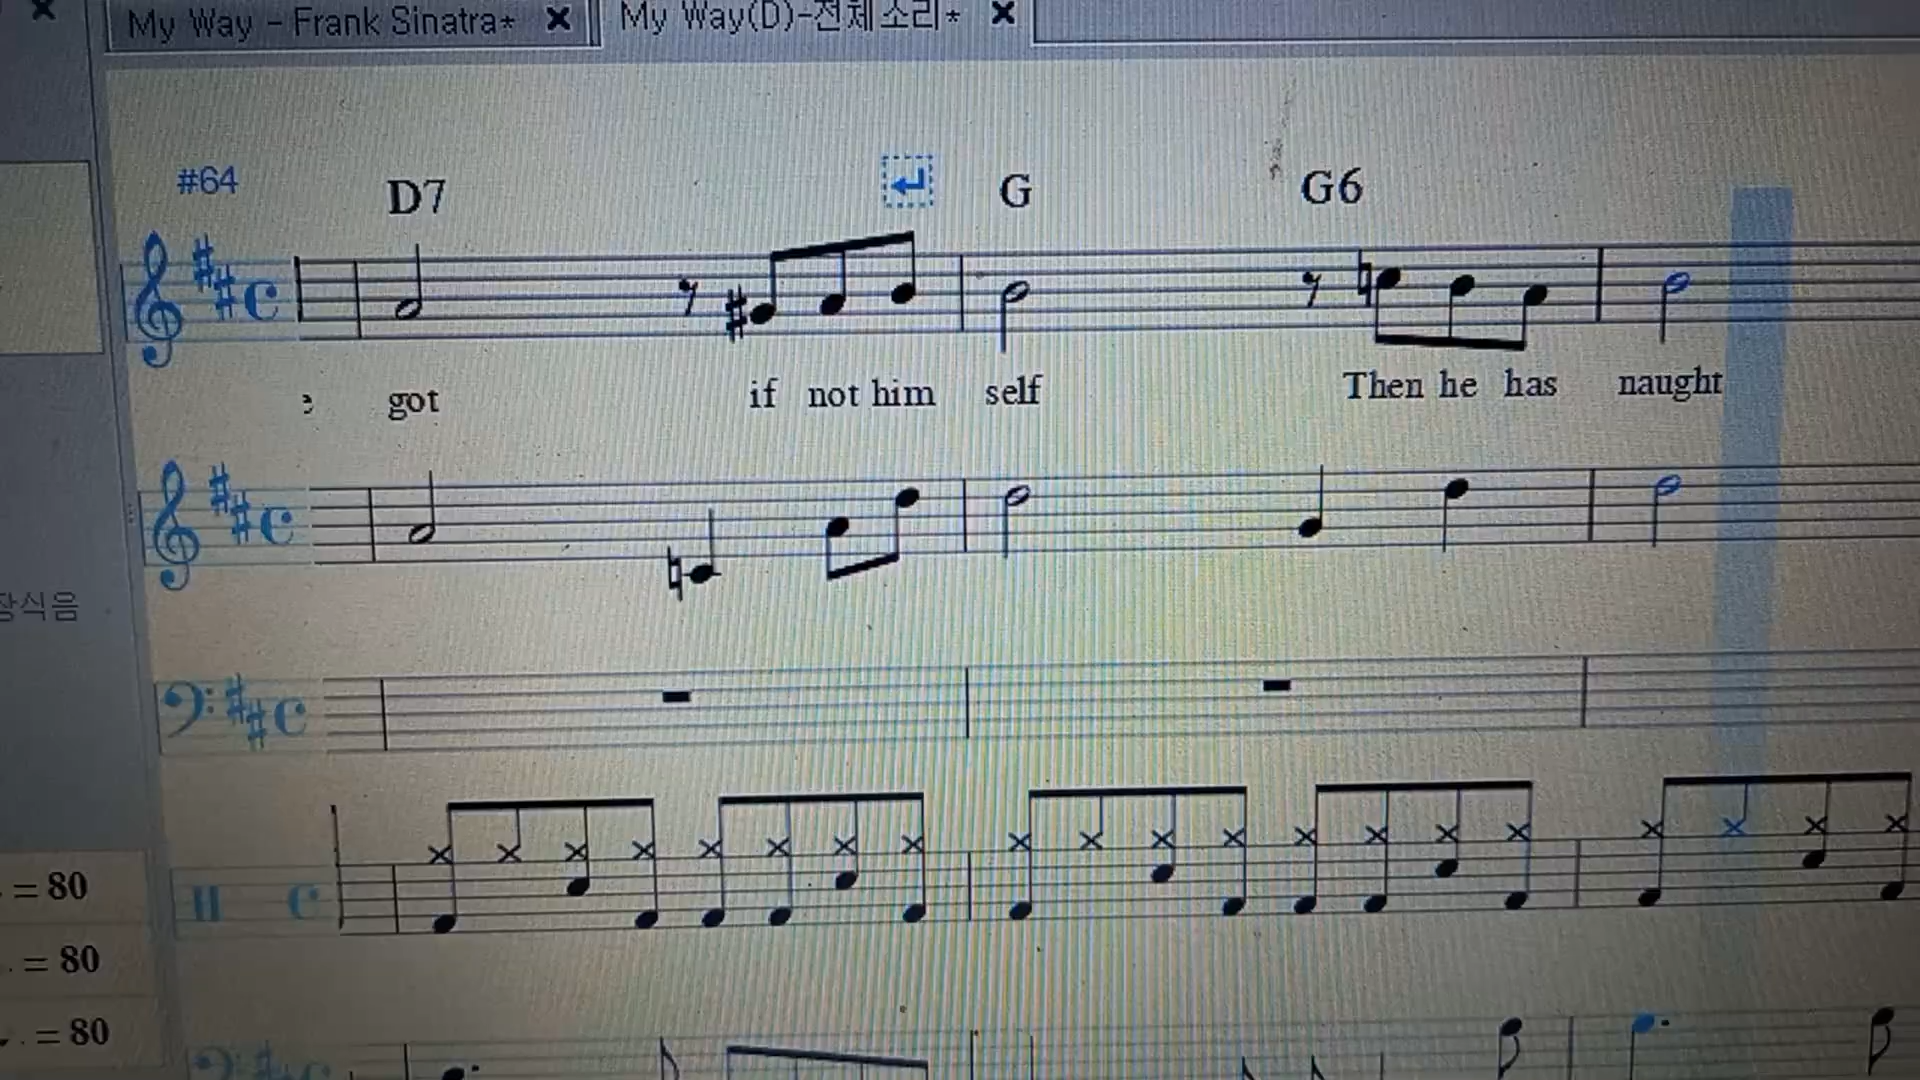 My Way - Frank Sinatra*
My Way(D)-전체소리*
#64
D7 G G6
got if not him self Then he has naught
장식음
= 80
. = 80
. = 80